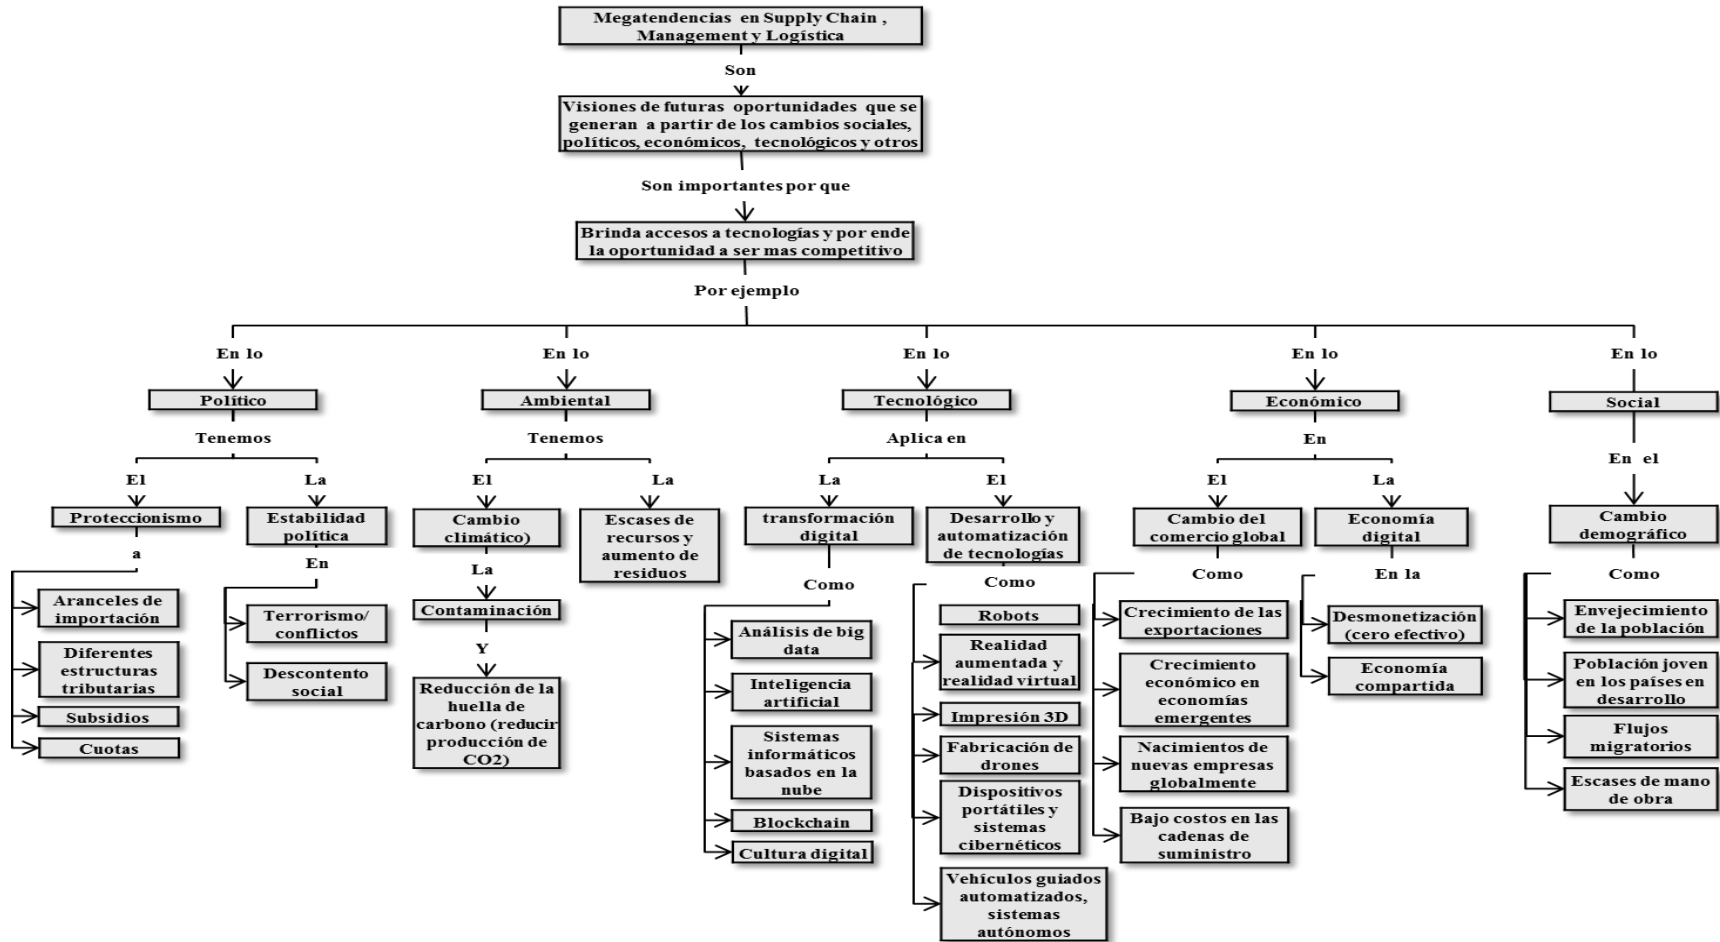 Megatendencias en Supply Chain ,
Management y Logística
Son
Visiones de futuras oportunidades que se
generan a partir de los cambios sociales,
políticos, económicos, tecnológicos y otros
Son importantes por que
Brinda accesos a tecnologías y por ende
la oportunidad a ser mas competitivo
Por ejemplo
En lo
Político
Tenemos
El
Proteccionismo
a
Aranceles de
importación
Diferentes
estructuras
tributarias
Subsidios
Cuotas
La
Estabilidad
política
En
Terrorismo/
conflictos
Descontento
social
En lo
Ambiental
Tenemos
El
Cambio
climático)
La
Contaminación
Y
Reducción de la
huella de
carbono (reducir
producción de
CO2)
La
Escases de
recursos y
aumento de
residuos
En lo
Tecnológico
Aplica en
La
transformación
digital
Como
Análisis de big
data
Inteligencia
artificial
Sistemas
informáticos
basados en la
nube
Blockchain
Cultura digital
El
Desarrollo y
automatización
de tecnologías
Como
Robots
Realidad
aumentada y
realidad virtual
Impresión 3D
Fabricación de
drones
Dispositivos
portátiles y
sistemas
cibernéticos
Vehículos guiados
automatizados,
sistemas
autónomos
En lo
Económico
En
El
Cambio del
comercio global
Como
Crecimiento de las
exportaciones
Crecimiento
económico en
economías
emergentes
Nacimientos de
nuevas empresas
globalmente
Bajo costos en las
cadenas de
suministro
La
Economía
digital
En la
Desmonetización
(cero efectivo)
Economía
compartida
En lo
Social
En el
Cambio
demográfico
Como
Envejecimiento
de la población
Población joven
en los países en
desarrollo
Flujos
migratorios
Escases de mano
de obra